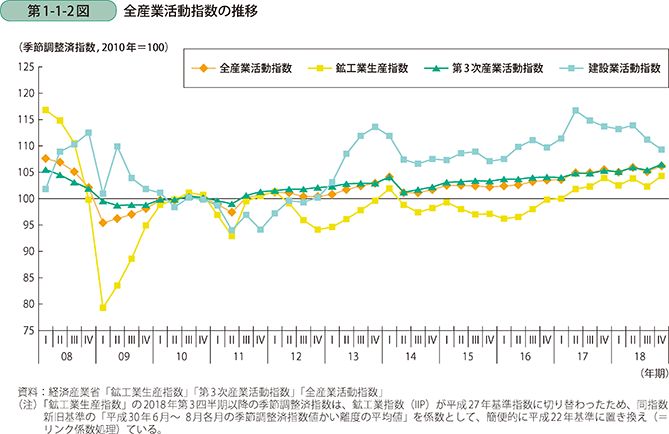 第1-1-2図 全産業活動指数の推移
（季節調整済指数, 2010年＝100）
全産業活動指数 鉱工業生産指数 第3次産業活動指数 建設業活動指数
125
120
115
110
105
100
95
90
85
80
75
Ⅰ Ⅱ Ⅲ Ⅳ Ⅰ Ⅱ Ⅲ Ⅳ Ⅰ Ⅱ Ⅲ Ⅳ Ⅰ Ⅱ Ⅲ Ⅳ Ⅰ Ⅱ Ⅲ Ⅳ Ⅰ Ⅱ Ⅲ Ⅳ Ⅰ Ⅱ Ⅲ Ⅳ Ⅰ Ⅱ Ⅲ Ⅳ Ⅰ Ⅱ Ⅲ Ⅳ Ⅰ Ⅱ Ⅲ Ⅳ Ⅰ Ⅱ Ⅲ Ⅳ
08 09 10 11 12 13 14 15 16 17 18
（年期）
資料：経済産業省「鉱工業生産指数」「第3次産業活動指数」「全産業活動指数」
（注）「鉱工業生産指数」の2018年第3四半期以降の季節調整済指数は、鉱工業指数（IIP）が平成27年基準指数に切り替わったため、同指数
新旧基準の「平成30年6月～ 8月各月の季節調整済指数値かい離度の平均値」を係数として、簡便的に平成22年基準に置き換え（＝
リンク係数処理）ている。